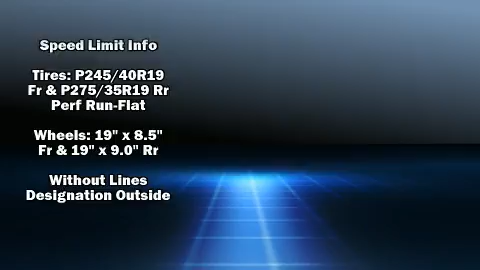 Speed Limit Info
Tires: P245/40R19
Fr & P275/35R19 Rr
Perf Run-Flat
Wheels: 19" x 8.5"
Fr & 19" x 9.0" Rr
Without Lines
Designation Outside